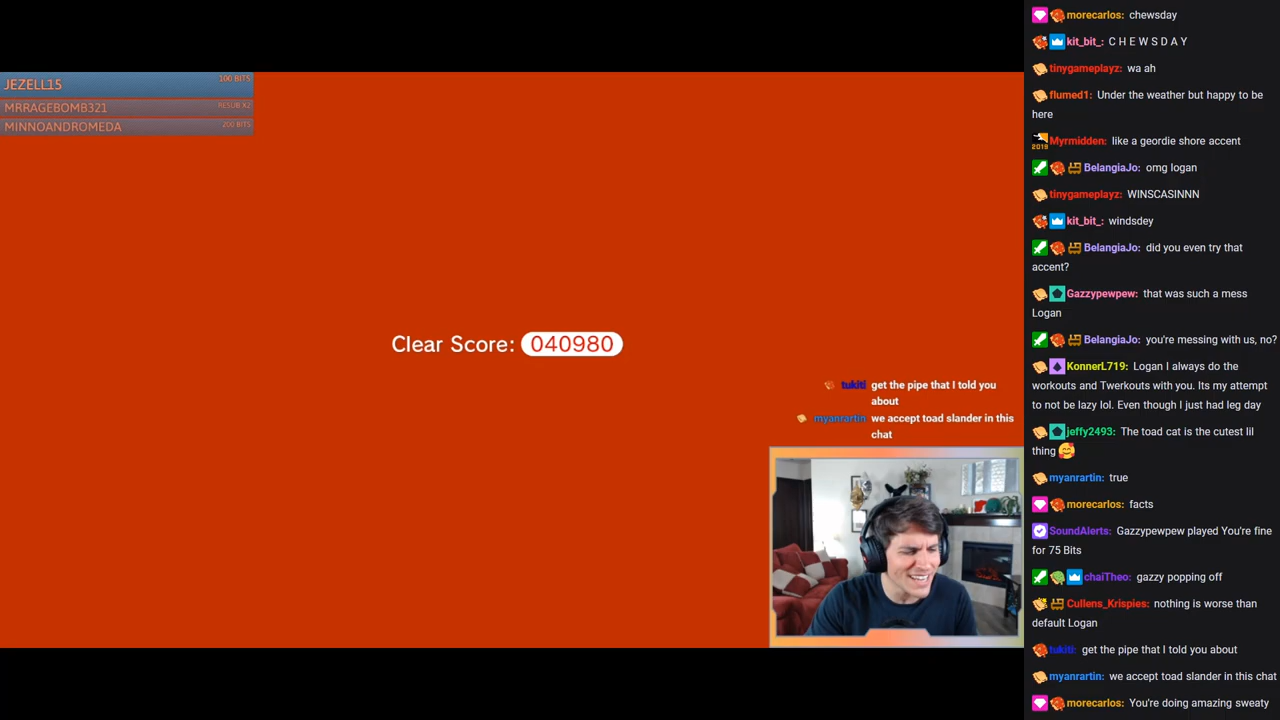 JEZELL15 100 BITS
MRRAGEBOMB321 RESUB X2
MINNOANDROMEDA 200 BITS
Clear Score: 040980
tukiti get the pipe that I told you
about
myanrartin we accept toad slander in this
chat
morecarlos: chewsday
kit_bit_: C H E W S D A Y
tinygameplayz: wa ah
flumed1: Under the weather but happy to be
here
2019 Myrmidden: like a geordie shore accent
BelangiaJo: omg logan
tinygameplayz: WINSCASINNN
kit_bit_: windsdey
BelangiaJo: did you even try that
accent?
Gazzypewpew: that was such a mess
Logan
BelangiaJo: you're messing with us, no?
KonnerL719: Logan I always do the
workouts and Twerkouts with you. Its my attempt
to not be lazy lol. Even though I just had leg day
jeffy2493: The toad cat is the cutest lil
thing
myanrartin: true
morecarlos: facts
SoundAlerts: Gazzypewpew played You're fine
for 75 Bits
chaiTheo: gazzy popping off
Cullens_Krispies: nothing is worse than
default Logan
tukiti: get the pipe that I told you about
myanrartin: we accept toad slander in this chat
morecarlos: You're doing amazing sweaty